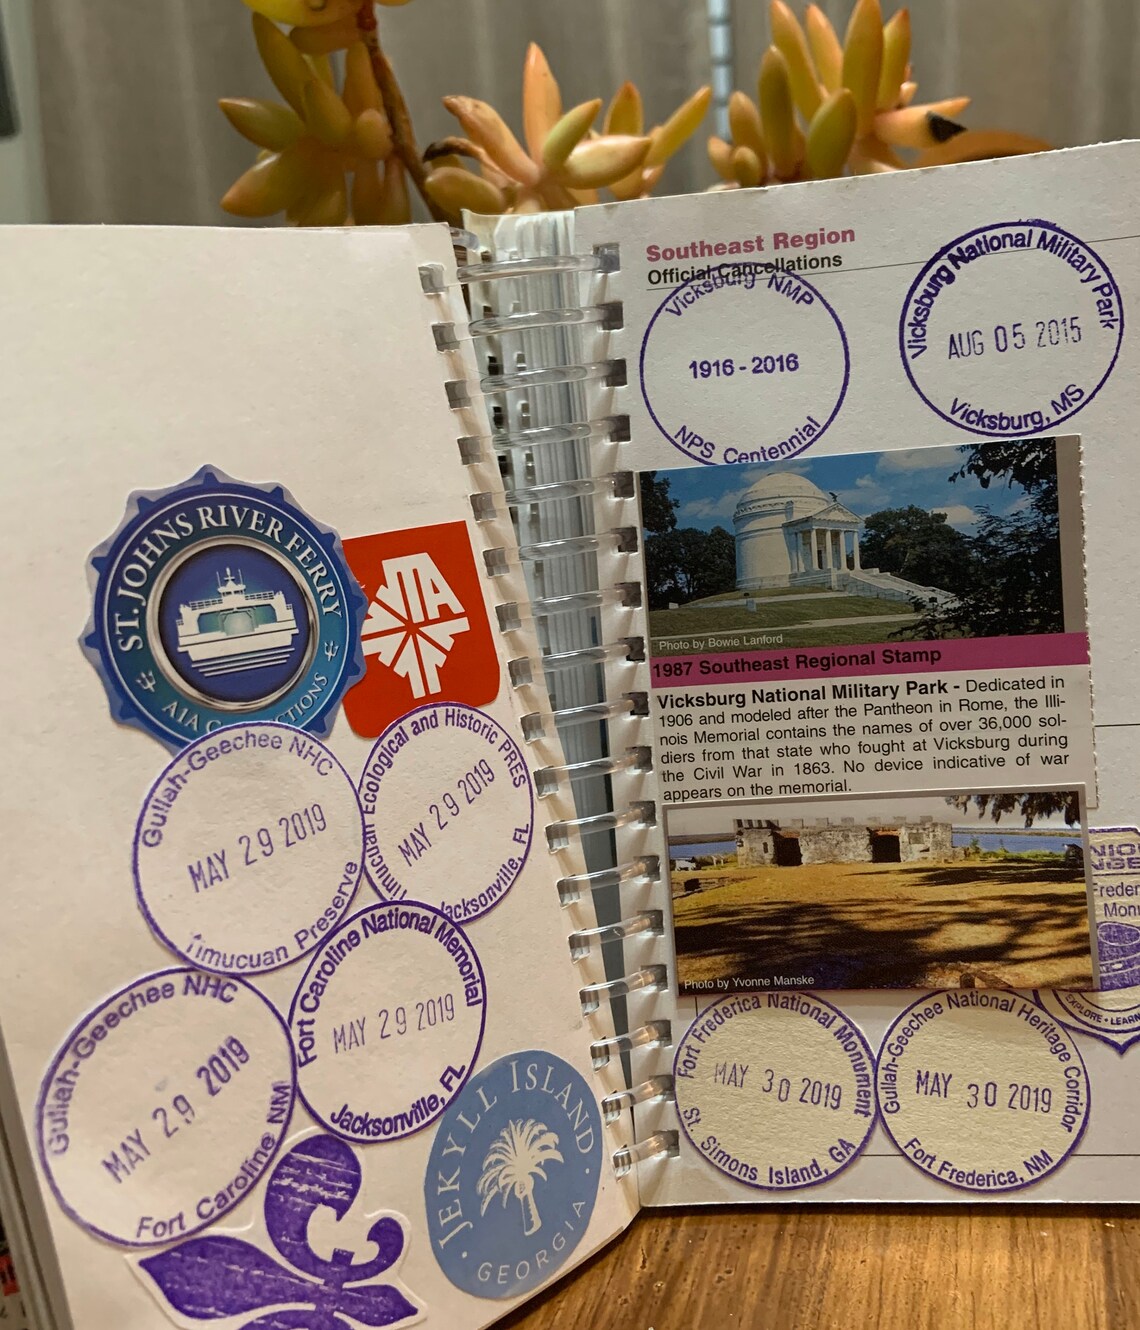 ST. JOHNS RIVER FERRY
A1A
JTA
Gullah-Geechee NHC
MAY 29 2019
Timucuan Preserve
Timucuan Ecological and Historic PRES
MAY 29 2019
Jacksonville, FL
Fort Caroline National Memorial
MAY 29 2019
Jacksonville, FL
Gullah-Geechee NHC
MAY 29 2019
Fort Caroline NM
JEKYLL ISLAND
GEORGIA
Southeast Region
Official Cancellations
Vicksburg NMP
1916 - 2016
NPS Centennial
Vicksburg National Military Park
AUG 05 2015
Vicksburg, MS
Photo by Bowie Lanford
1987 Southeast Regional Stamp
Vicksburg National Military Park - Dedicated in
1906 and modeled after the Pantheon in Rome, the Illi-
nois Memorial contains the names of over 36,000 sol-
diers from that state who fought at Vicksburg during
the Civil War in 1863. No device indicative of war
appears on the memorial.
Photo by Yvonne Manske
Fort Frederica National Monument
MAY 30 2019
St. Simons Island, GA
Gullah-Geechee National Heritage Corridor
MAY 30 2019
Fort Frederica, NM
EXPLORE • LEARN